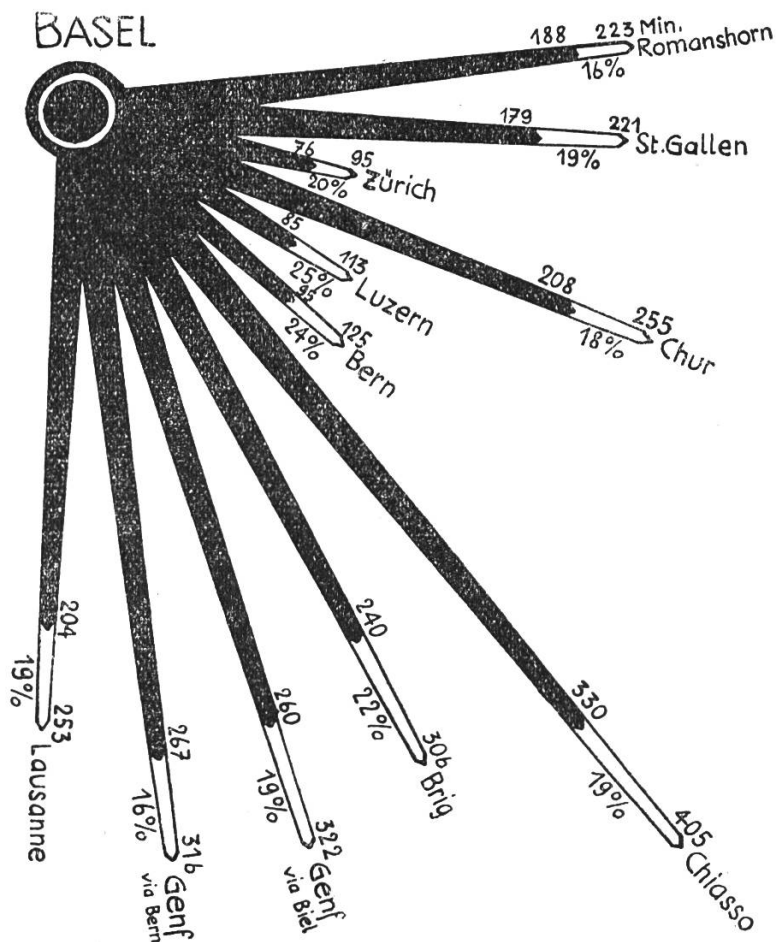 BASEL
188 223 Min.
Romanshorn
16%
179 221
St.Gallen
19%
76 95
Zürich
20%
85 113
Luzern
25%
95 125
Bern
24%
208 255
Chur
18%
330 405
Chiasso
19%
240 306
Brig
22%
260 322
Genf
via Biel
19%
267 316
Genf
via Bern
16%
204 253
Lausanne
19%